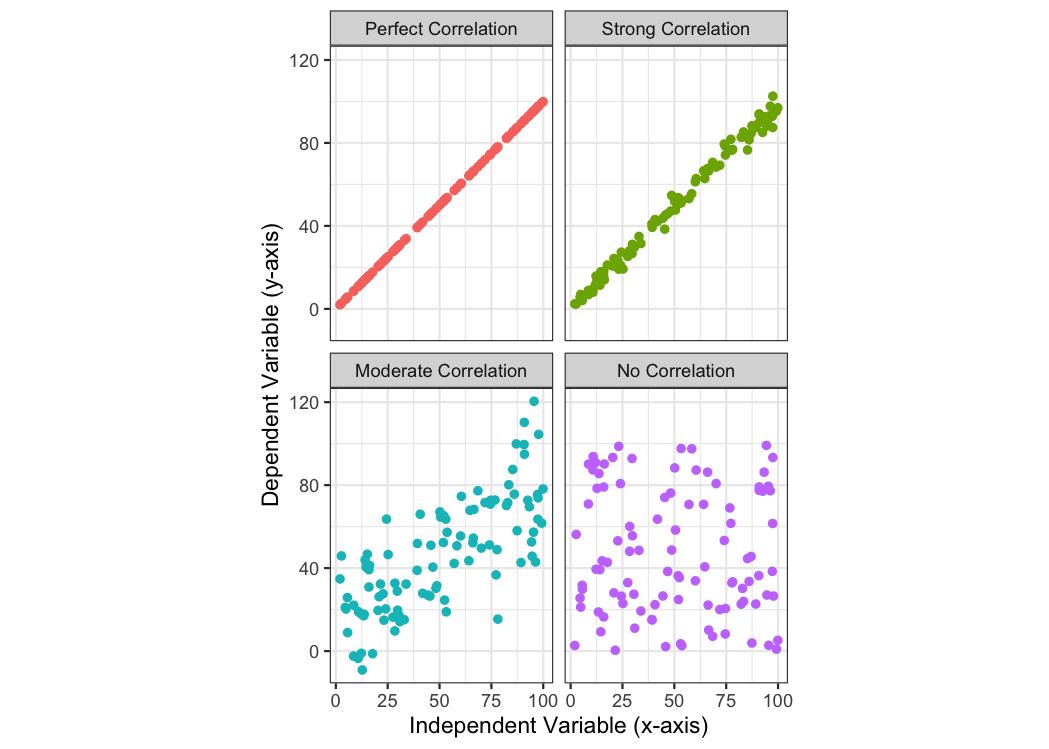 Perfect Correlation
Strong Correlation
120
80
40
0
Moderate Correlation
No Correlation
120
80
40
0
0 25 50 75 100
0 25 50 75 100
Dependent Variable (y-axis)
Independent Variable (x-axis)